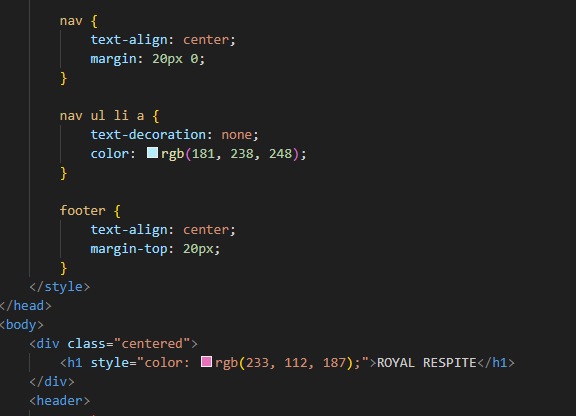 nav {
text-align: center;
margin: 20px 0;
}
nav ul li a {
text-decoration: none;
color: rgb(181, 238, 248);
}
footer {
text-align: center;
margin-top: 20px;
}
</style>
</head>
<body>
<div class="centered">
<h1 style="color: rgb(233, 112, 187);">ROYAL RESPITE</h1>
</div>
<header>